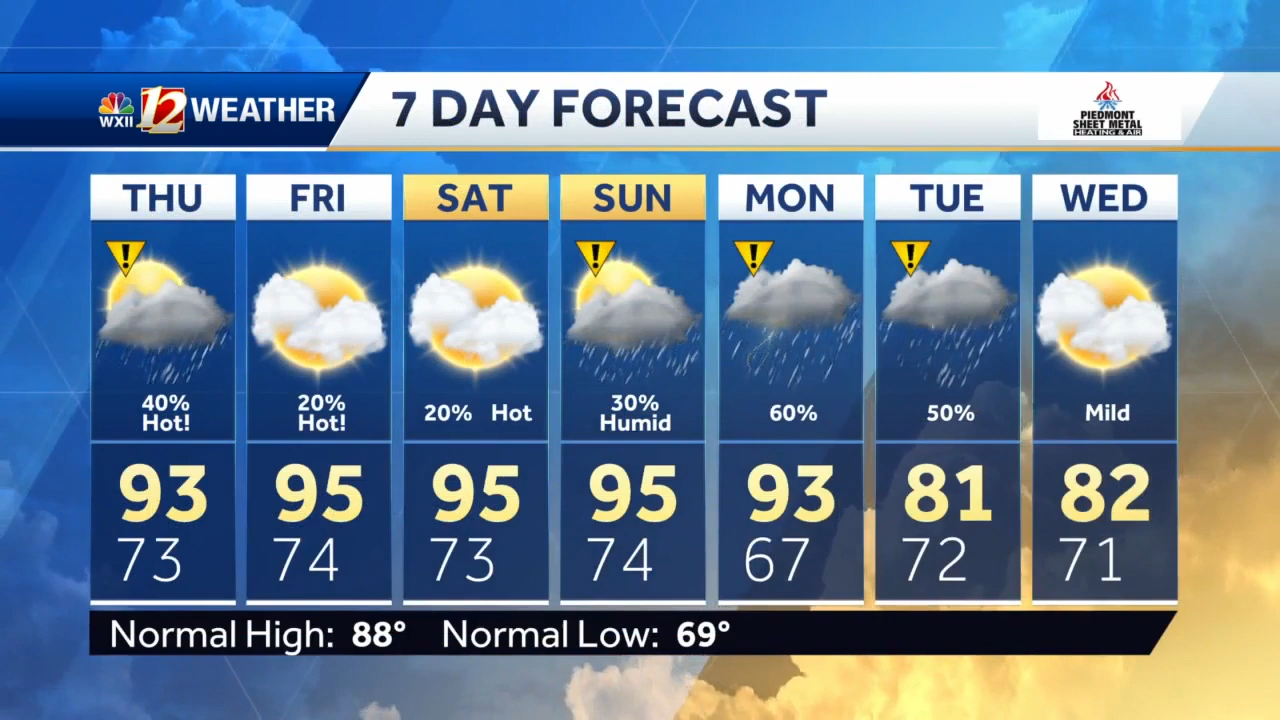 WXII 12 WEATHER
7 DAY FORECAST
PIEDMONT
SHEET METAL
HEATING & AIR
THU FRI SAT SUN MON TUE WED
! ! ! !
40% 20% 20% Hot 30% 60% 50% Mild
Hot! Hot! Humid
93 95 95 95 93 81 82
73 74 73 74 67 72 71
Normal High: 88° Normal Low: 69°